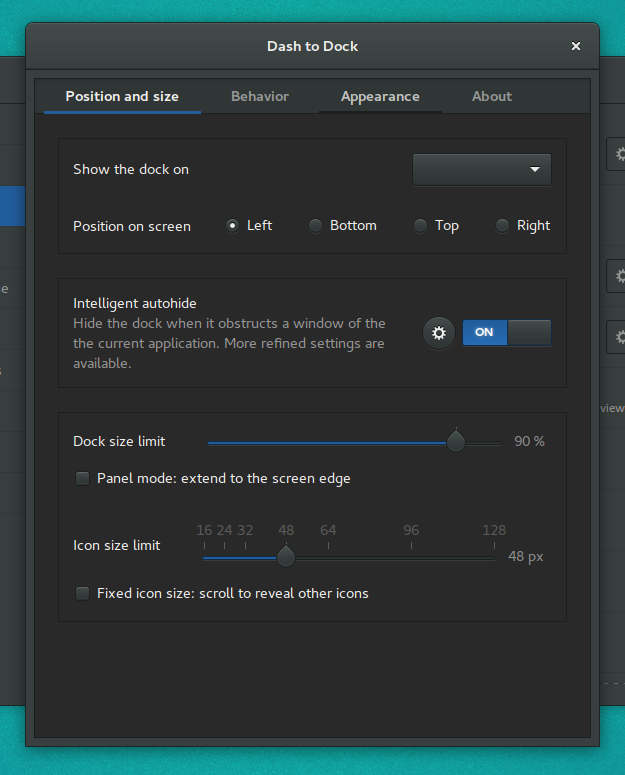 Dash to Dock
Position and size Behavior Appearance About
Show the dock on
Position on screen Left Bottom Top Right
Intelligent autohide
Hide the dock when it obstructs a window of the
the current application. More refined settings are
available.
ON
Dock size limit 90 %
Panel mode: extend to the screen edge
16 24 32 48 64 96 128
Icon size limit 48 px
Fixed icon size: scroll to reveal other icons
e
s
view